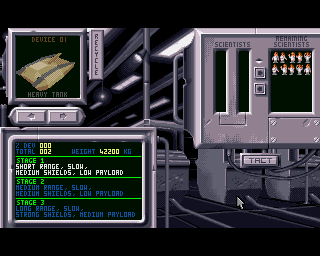 DEVICE 01
RECYCLE
HEAVY TANK
SCIENTISTS
REMAINING
SCIENTISTS
% DEV 000
TOTAL 002 WEIGHT 42200 KG
STAGE 1
SHORT RANGE, SLOW,
MEDIUM SHIELDS, LOW PAYLOAD
STAGE 2
MEDIUM RANGE, SLOW,
MEDIUM SHIELDS, LOW PAYLOAD
STAGE 3
LONG RANGE, SLOW,
STRONG SHIELDS, MEDIUM PAYLOAD
TACT